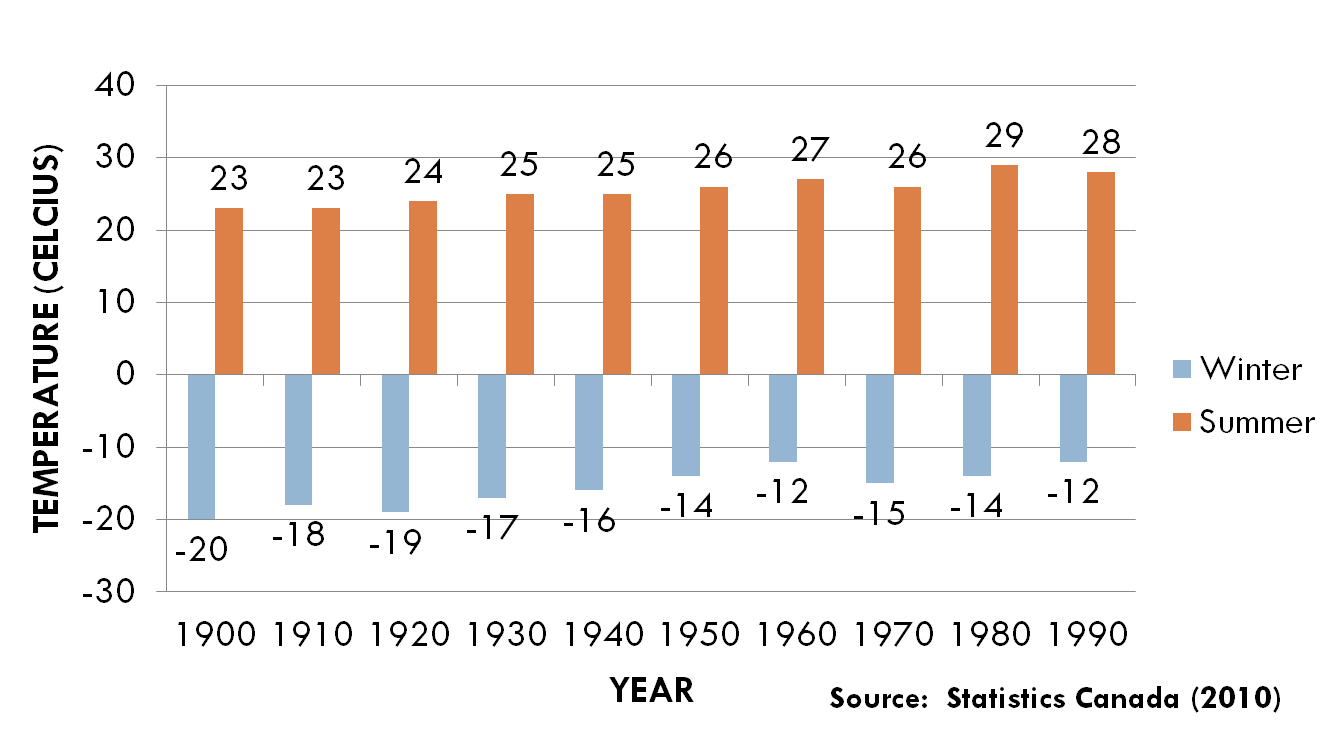 TEMPERATURE (CELCIUS)
40
30
20
10
0
-10
-20
-30
23 23 24 25 25 26 27 26 29 28
-20 -18 -19 -17 -16 -14 -12 -15 -14 -12
Winter
Summer
1900 1910 1920 1930 1940 1950 1960 1970 1980 1990
YEAR
Source: Statistics Canada (2010)